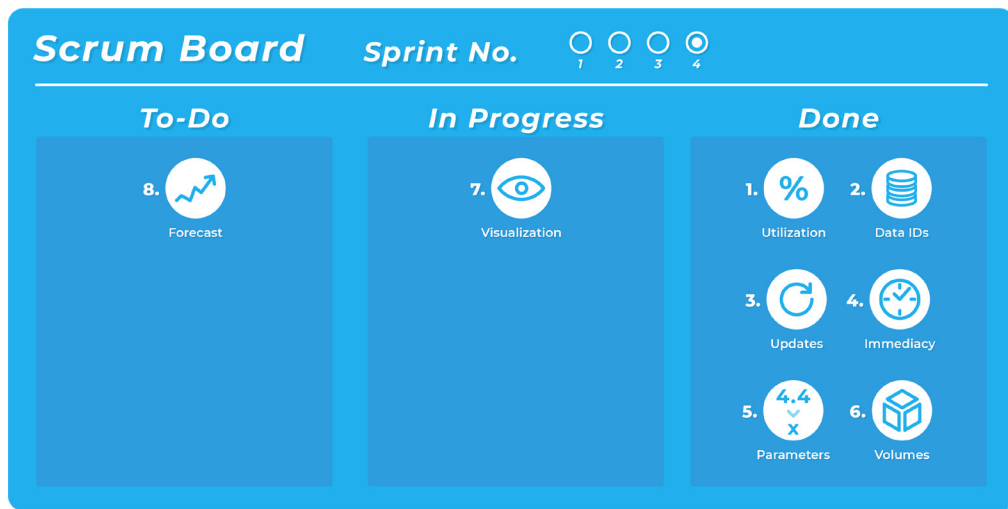 Scrum Board
Sprint No.
1 2 3 4
To-Do
In Progress
Done
8.
Forecast
7.
Visualization
1. %
Utilization
2.
Data IDs
3.
Updates
4.
Immediacy
5. 4.4
x
Parameters
6.
Volumes